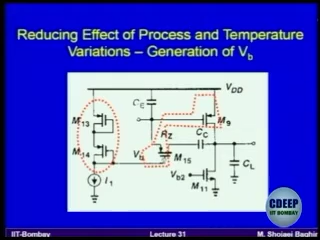 Reducing Effect of Process and Temperature
Variations – Generation of Vb
VDD
CC
M13
M9
RZ
CC
M14
Vb
M15
CL
I1
Vb2
M11
CDEEP
IIT BOMBAY
IIT-Bombay
Lecture 31
M. Shojaei Baghini